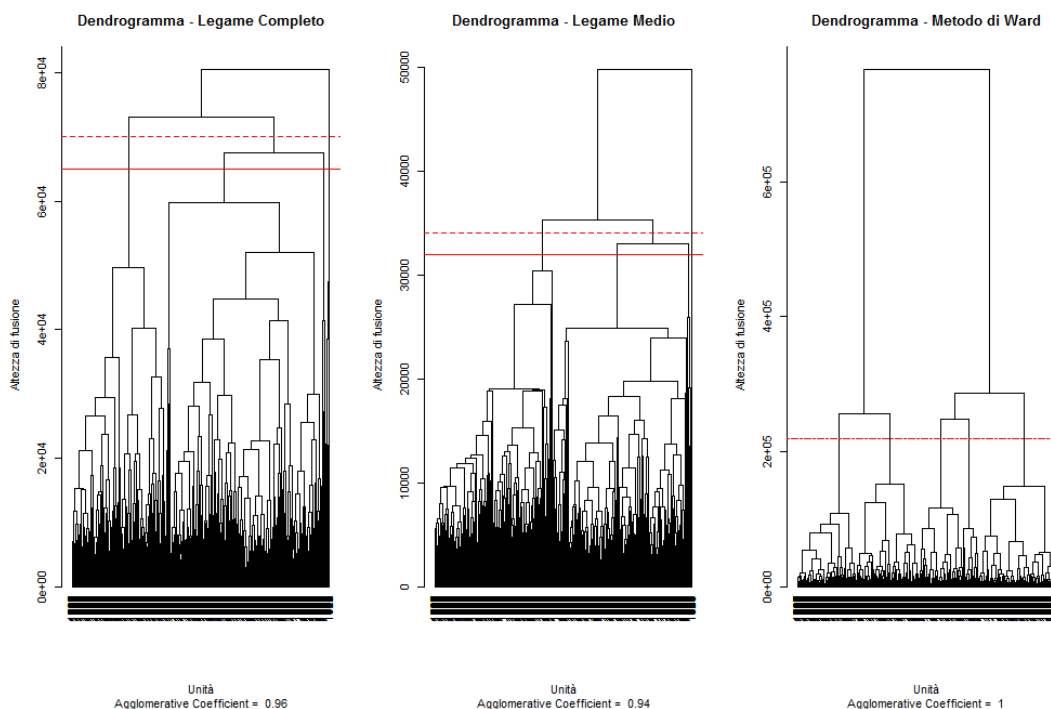 Dendrogramma - Legame Completo
Altezza di fusione
0e+00
2e+04
4e+04
6e+04
8e+04
Unità
Agglomerative Coefficient = 0.96
Dendrogramma - Legame Medio
Altezza di fusione
0
10000
20000
30000
40000
50000
Unità
Agglomerative Coefficient = 0.94
Dendrogramma - Metodo di Ward
Altezza di fusione
0e+00
2e+05
4e+05
6e+05
Unità
Agglomerative Coefficient = 1